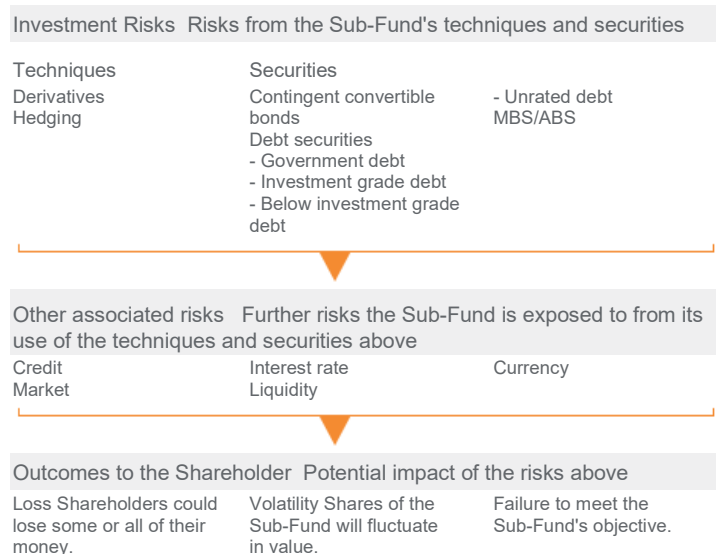 Investment Risks Risks from the Sub-Fund's techniques and securities
Techniques
Derivatives
Hedging
Securities
Contingent convertible
bonds
Debt securities
- Government debt
- Investment grade debt
- Below investment grade
debt
- Unrated debt
MBS/ABS
Other associated risks Further risks the Sub-Fund is exposed to from its
use of the techniques and securities above
Credit
Market
Interest rate
Liquidity
Currency
Outcomes to the Shareholder Potential impact of the risks above
Loss Shareholders could
lose some or all of their
money.
Volatility Shares of the
Sub-Fund will fluctuate
in value.
Failure to meet the
Sub-Fund's objective.